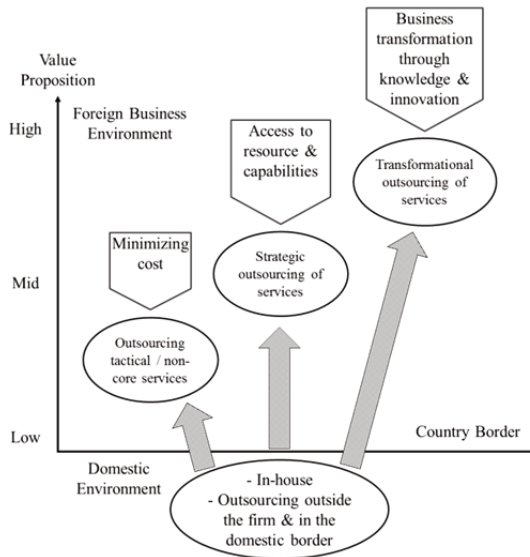 Value
Proposition
High
Foreign Business
Environment
Business
transformation
through
knowledge &
innovation
Access to
resource &
capabilities
Transformational
outsourcing of
services
Minimizing
cost
Mid
Strategic
outsourcing of
services
Outsourcing
tactical / non-
core services
Low
Country Border
Domestic
Environment
- In-house
- Outsourcing outside
the firm & in the
domestic border